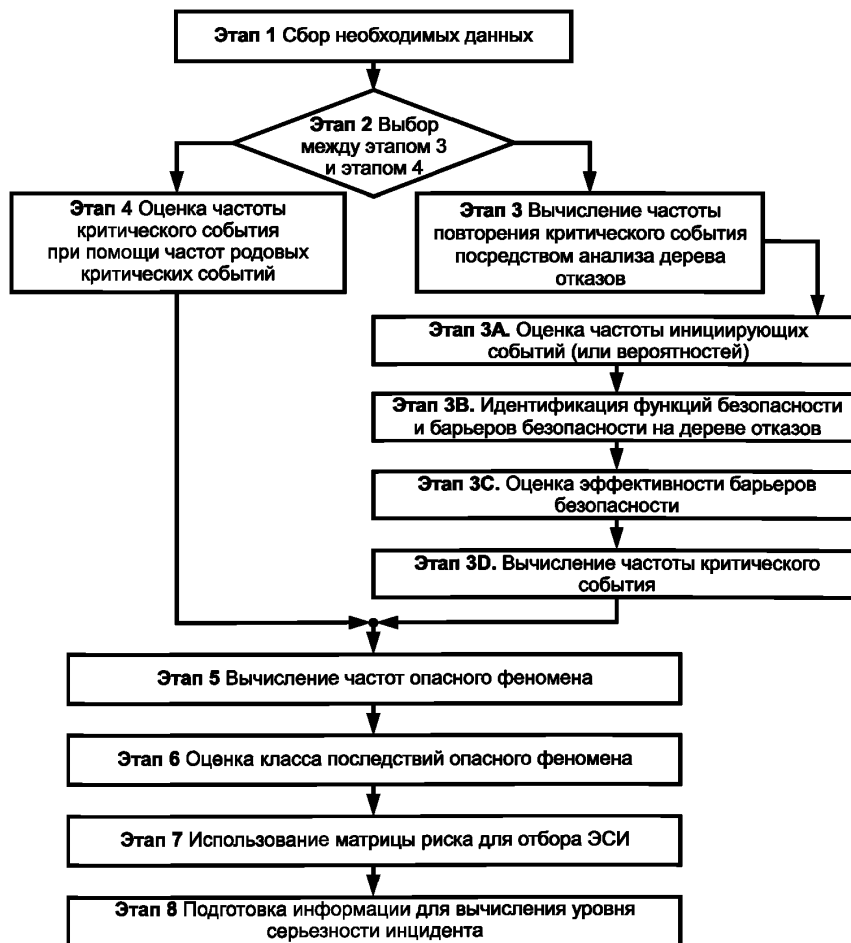 Этап 1 Сбор необходимых данных
Этап 2 Выбор
между этапом 3
и этапом 4
Этап 4 Оценка частоты
критического события
при помощи частот родовых
критических событий
Этап 3 Вычисление частоты
повторения критического события
посредством анализа дерева
отказов
Этап 3A. Оценка частоты инициирующих
событий (или вероятностей)
Этап 3B. Идентификация функций безопасности
и барьеров безопасности на дереве отказов
Этап 3C. Оценка эффективности барьеров
безопасности
Этап 3D. Вычисление частоты критического
события
Этап 5 Вычисление частот опасного феномена
Этап 6 Оценка класса последствий опасного феномена
Этап 7 Использование матрицы риска для отбора ЭСИ
Этап 8 Подготовка информации для вычисления уровня
серьезности инцидента